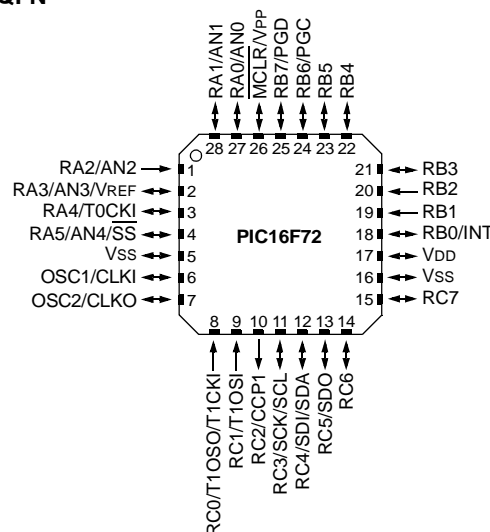 RA1/AN1
RA0/AN0
MCLR/VPP
RB7/PGD
RB6/PGC
RB5
RB4
28 27 26 25 24 23 22
RA2/AN2 1
RA3/AN3/VREF 2
RA4/T0CKI 3
RA5/AN4/SS 4
VSS 5
OSC1/CLKI 6
OSC2/CLKO 7
PIC16F72
21 RB3
20 RB2
19 RB1
18 RB0/INT
17 VDD
16 VSS
15 RC7
8 9 10 11 12 13 14
RC0/T1OSO/T1CKI
RC1/T1OSI
RC2/CCP1
RC3/SCK/SCL
RC4/SDI/SDA
RC5/SDO
RC6